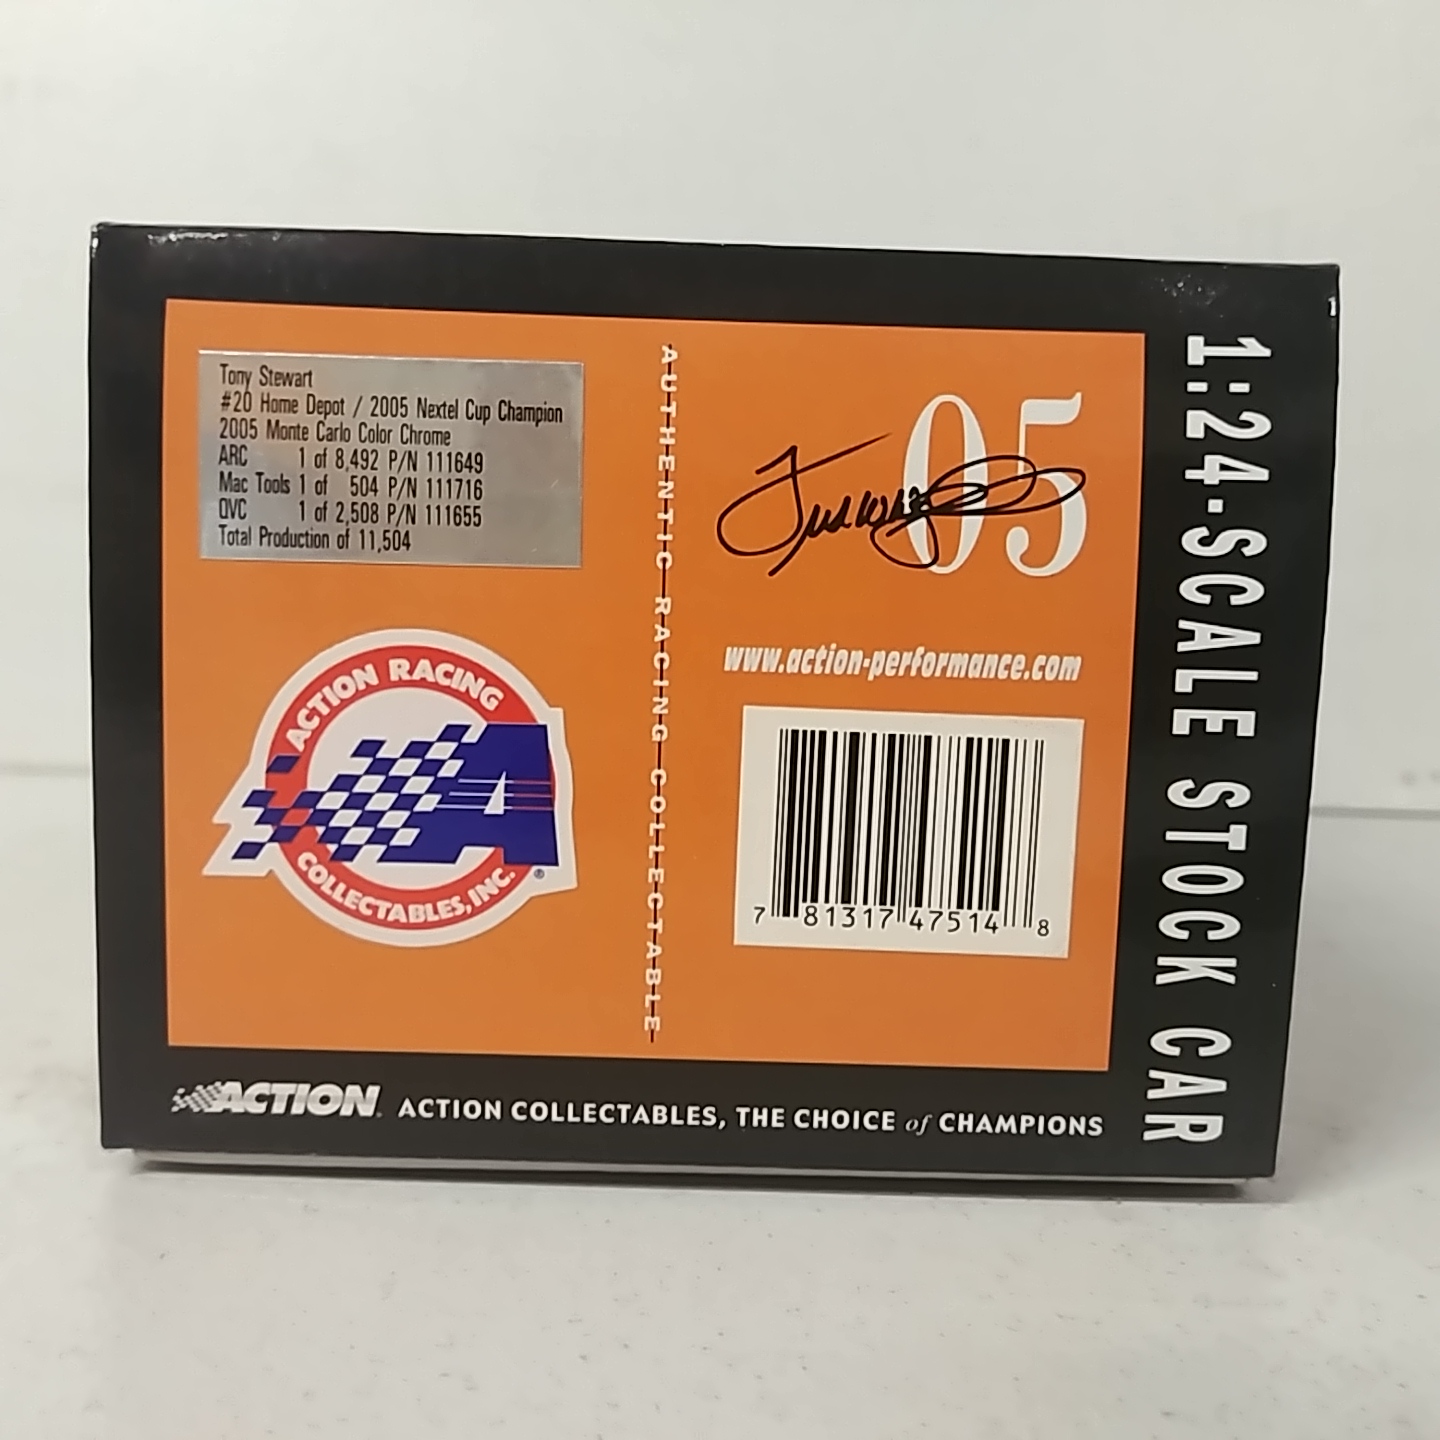 Tony Stewart
#20 Home Depot / 2005 Nextel Cup Champion
2005 Monte Carlo Color Chrome
ARC 1 of 8,492 P/N 111649
Mac Tools 1 of 504 P/N 111716
QVC 1 of 2,508 P/N 111655
Total Production of 11,504
ACTION RACING
A
COLLECTABLES, INC.
®
AUTHENTIC RACING COLLECTABLE
05
www.action-performance.com
7 81317 47514 8
1:24-SCALE STOCK CAR
ACTION
ACTION COLLECTABLES, THE CHOICE of CHAMPIONS